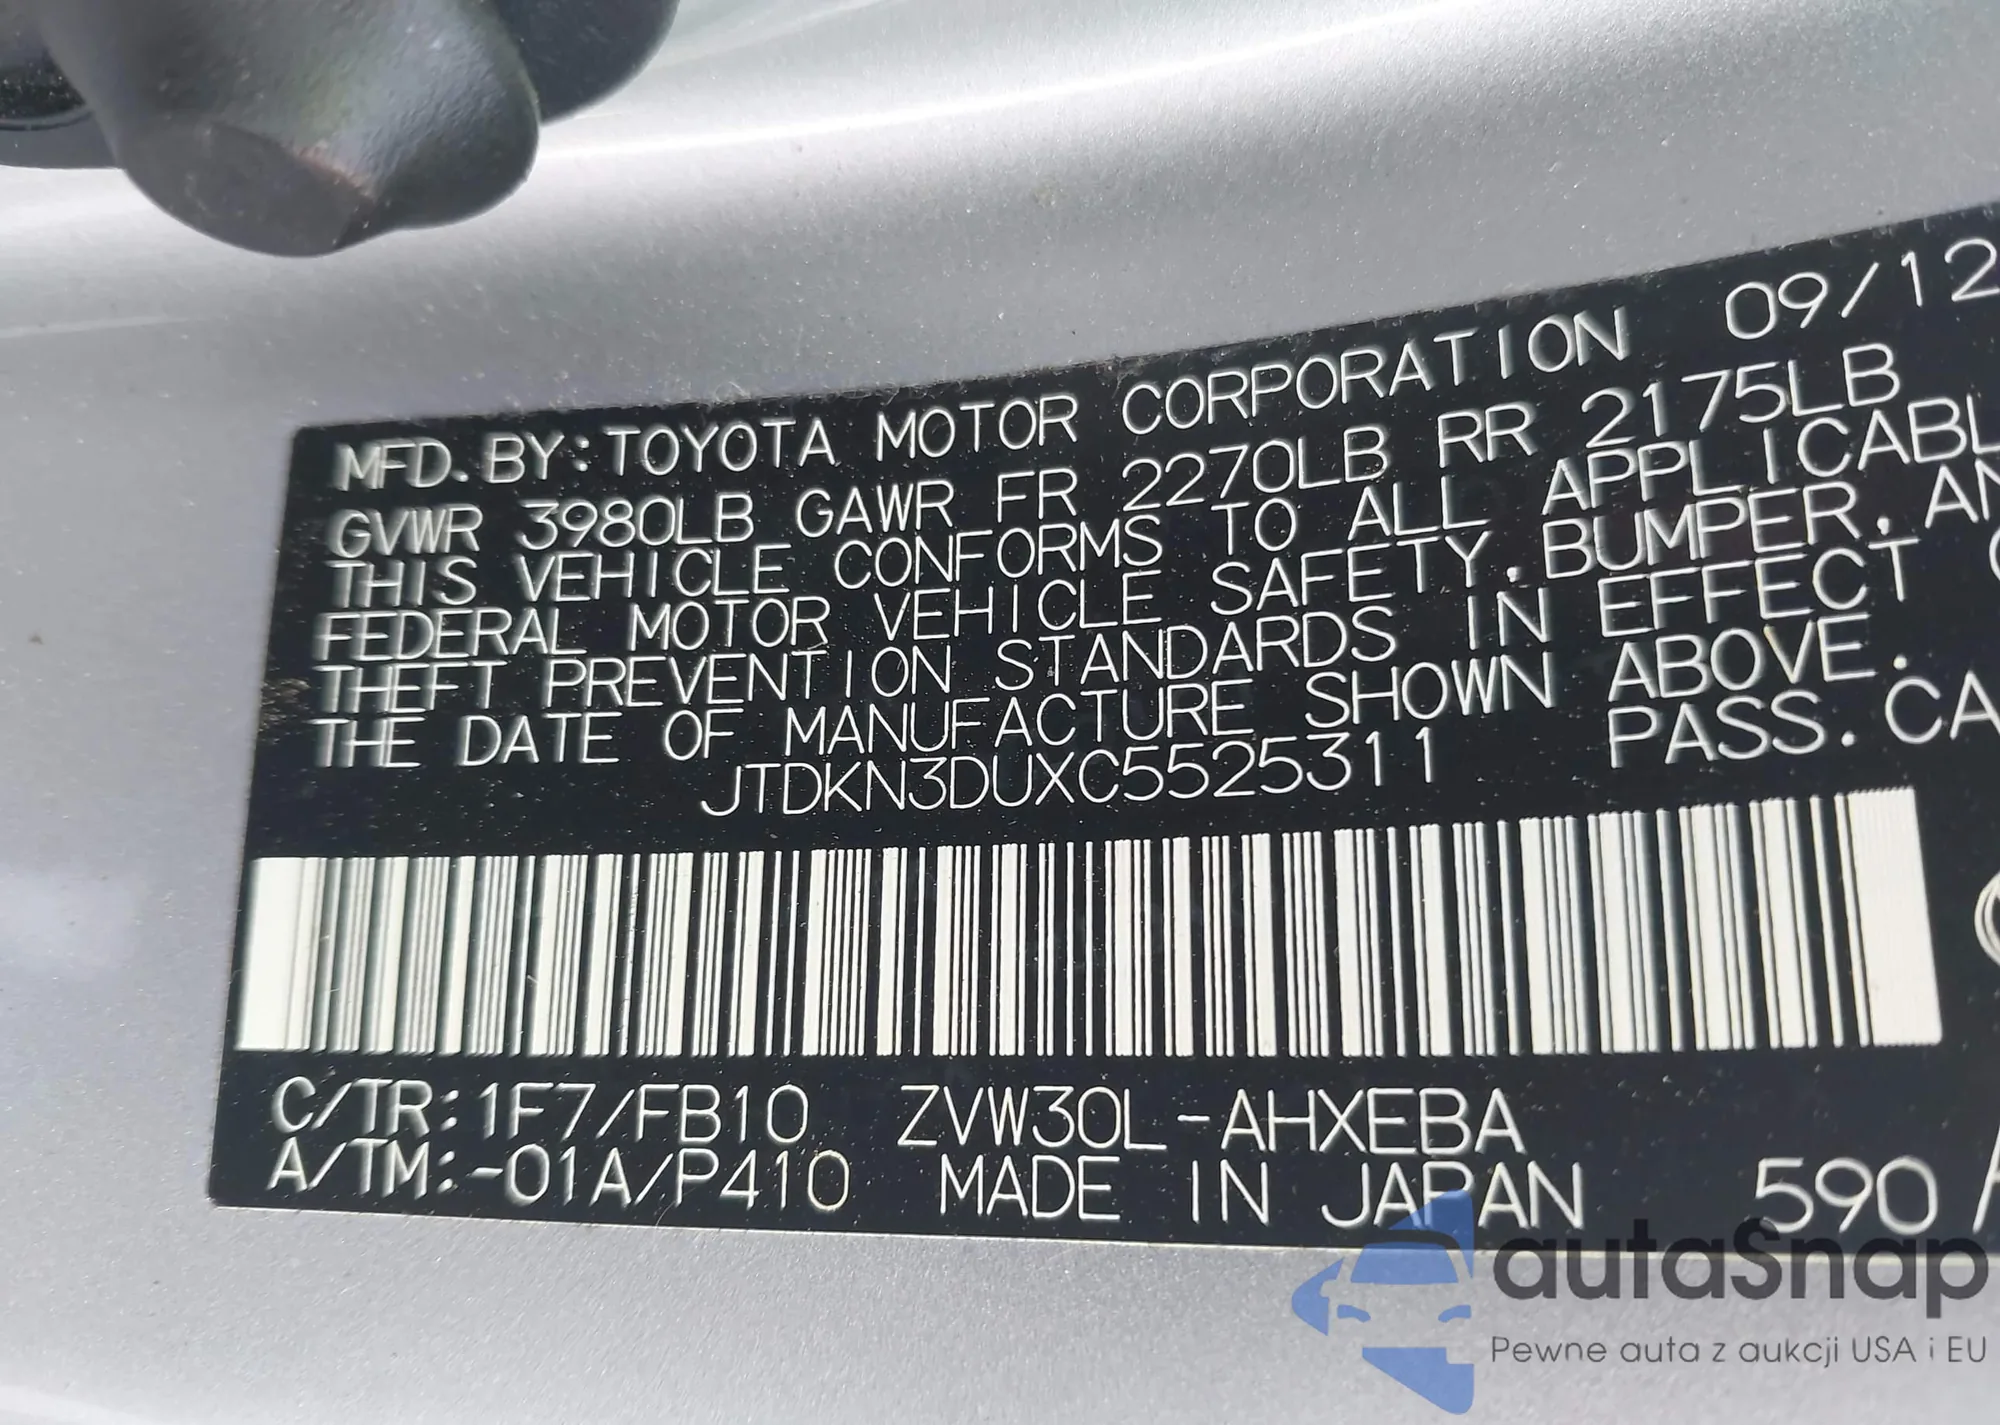 MFD. BY: TOYOTA MOTOR CORPORATION 09/12
GVWR 3980LB GAWR FR 2270LB RR 2175LB
THIS VEHICLE CONFORMS TO ALL APPLICABL
FEDERAL MOTOR VEHICLE SAFETY, BUMPER, AN
THEFT PREVENTION STANDARDS IN EFFECT
THE DATE OF MANUFACTURE SHOWN ABOVE.
JTDKN3DUXC5525311 PASS. CA
C/TR: 1F7/FB10 ZVW30L-AHXEBA
A/TM: -01A/P410 MADE IN JAPAN 590
autaSnap
Pewne auta z aukcji USA i EU